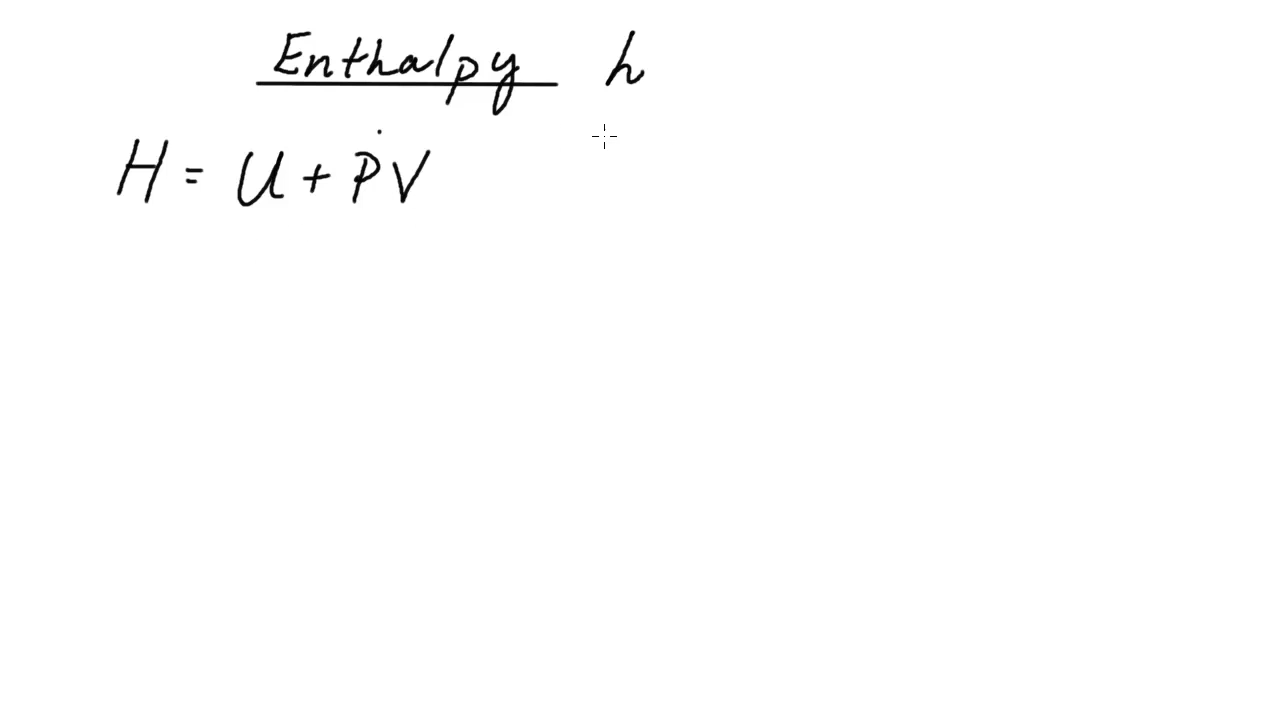 Enthalpy h
H = U + PV